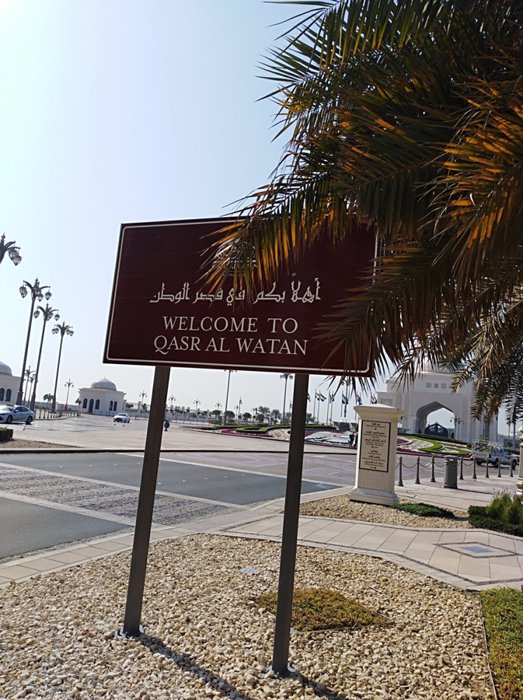 أهلاً بكم في قصر الوطن
WELCOME TO
QASR AL WATAN